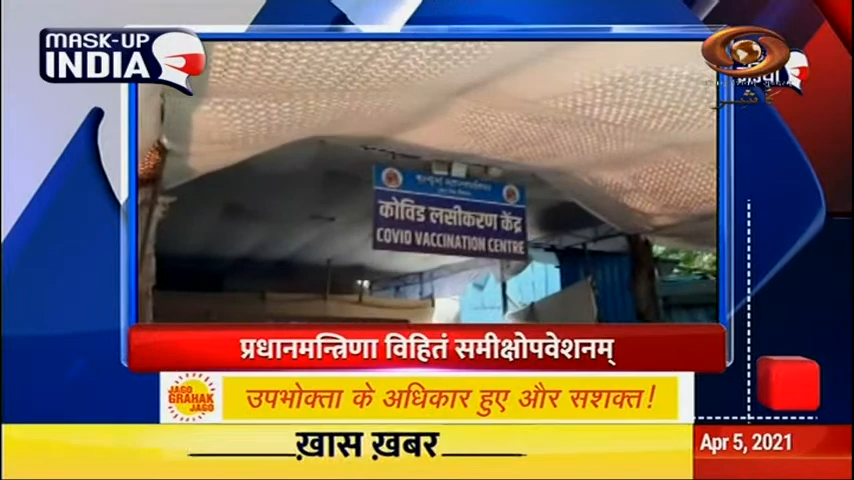 MASK-UP
INDIA
कोविड लसीकरण केंद्र
COVID VACCINATION CENTRE
प्रधानमन्त्रिणा विहितं समीक्षोपवेशनम्
JAGO
GRAHAK
JAGO
उपभोक्ता के अधिकार हुए और सशक्त!
ख़ास ख़बर
Apr 5, 2021